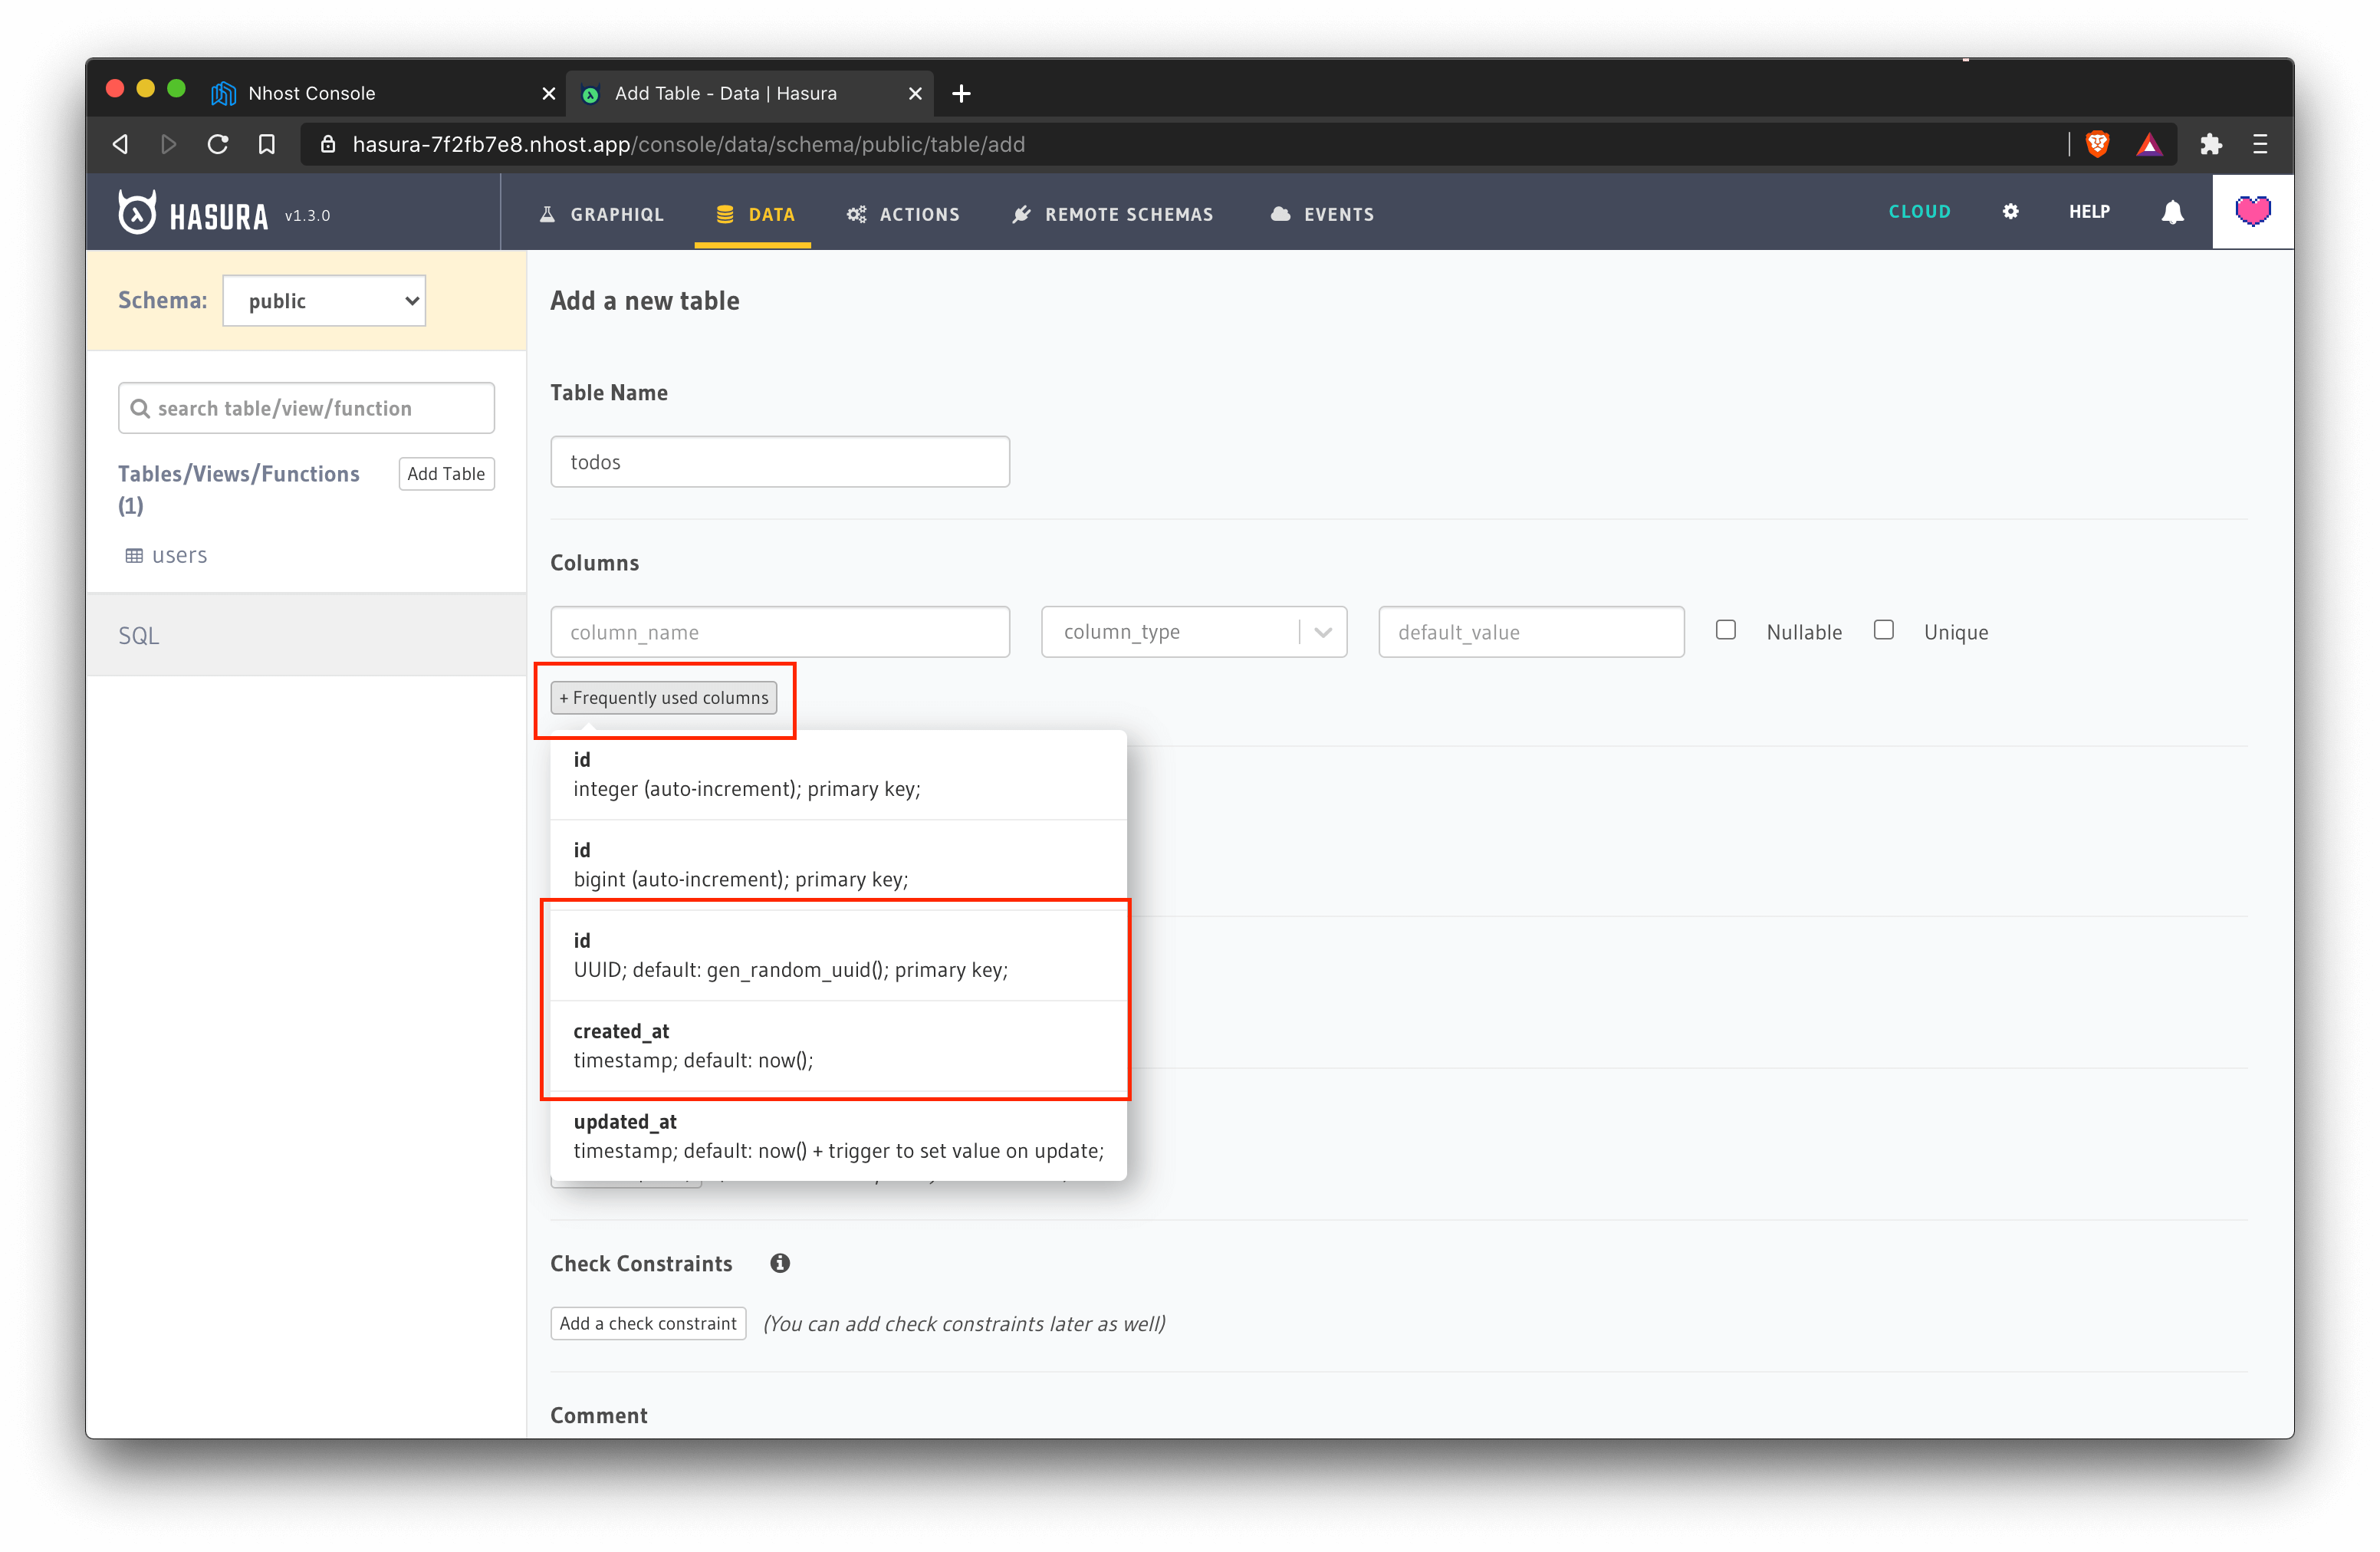 Nhost Console
Add Table - Data | Hasura
hasura-7f2fb7e8.nhost.app/console/data/schema/public/table/add
HASURA v1.3.0
GRAPHIQL
DATA
ACTIONS
REMOTE SCHEMAS
EVENTS
CLOUD
HELP
Schema:
public
search table/view/function
Tables/Views/Functions
(1)
Add Table
users
SQL
Add a new table
Table Name
todos
Columns
column_name
column_type
default_value
Nullable
Unique
+ Frequently used columns
id
integer (auto-increment); primary key;
id
bigint (auto-increment); primary key;
id
UUID; default: gen_random_uuid(); primary key;
created_at
timestamp; default: now();
updated_at
timestamp; default: now() + trigger to set value on update;
Check Constraints
Add a check constraint
(You can add check constraints later as well)
Comment